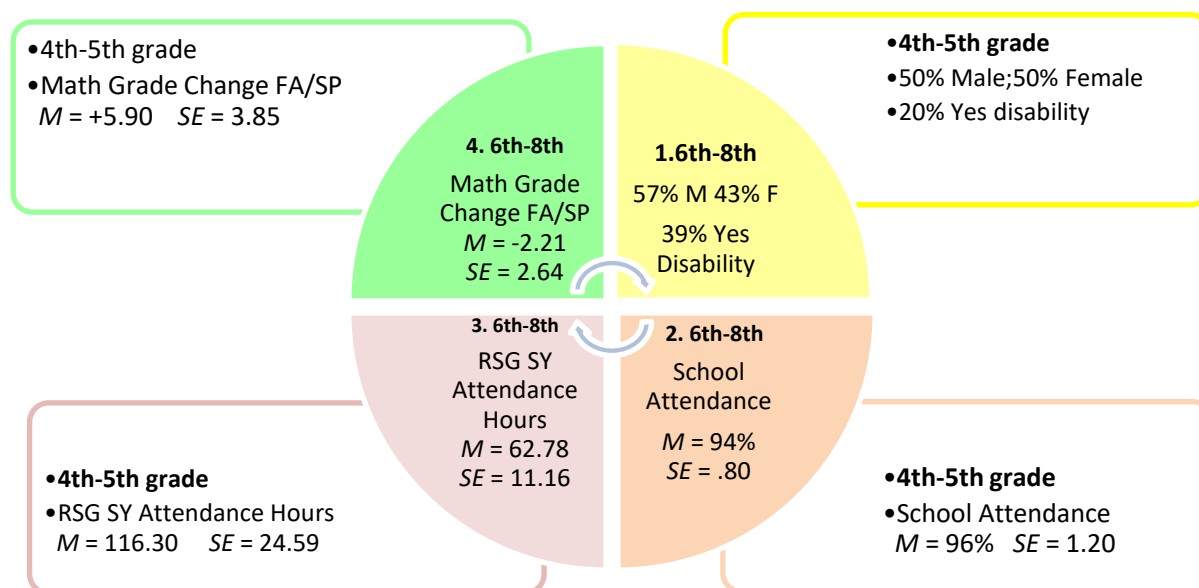 •4th-5th grade
•Math Grade Change FA/SP
M = +5.90 SE = 3.85
•4th-5th grade
•50% Male;50% Female
•20% Yes disability
4. 6th-8th
Math Grade
Change FA/SP
M = -2.21
SE = 2.64
1.6th-8th
57% M 43% F
39% Yes
Disability
3. 6th-8th
RSG SY
Attendance
Hours
M = 62.78
SE = 11.16
2. 6th-8th
School
Attendance
M = 94%
SE = .80
•4th-5th grade
•RSG SY Attendance Hours
M = 116.30 SE = 24.59
•4th-5th grade
•School Attendance
M = 96% SE = 1.20